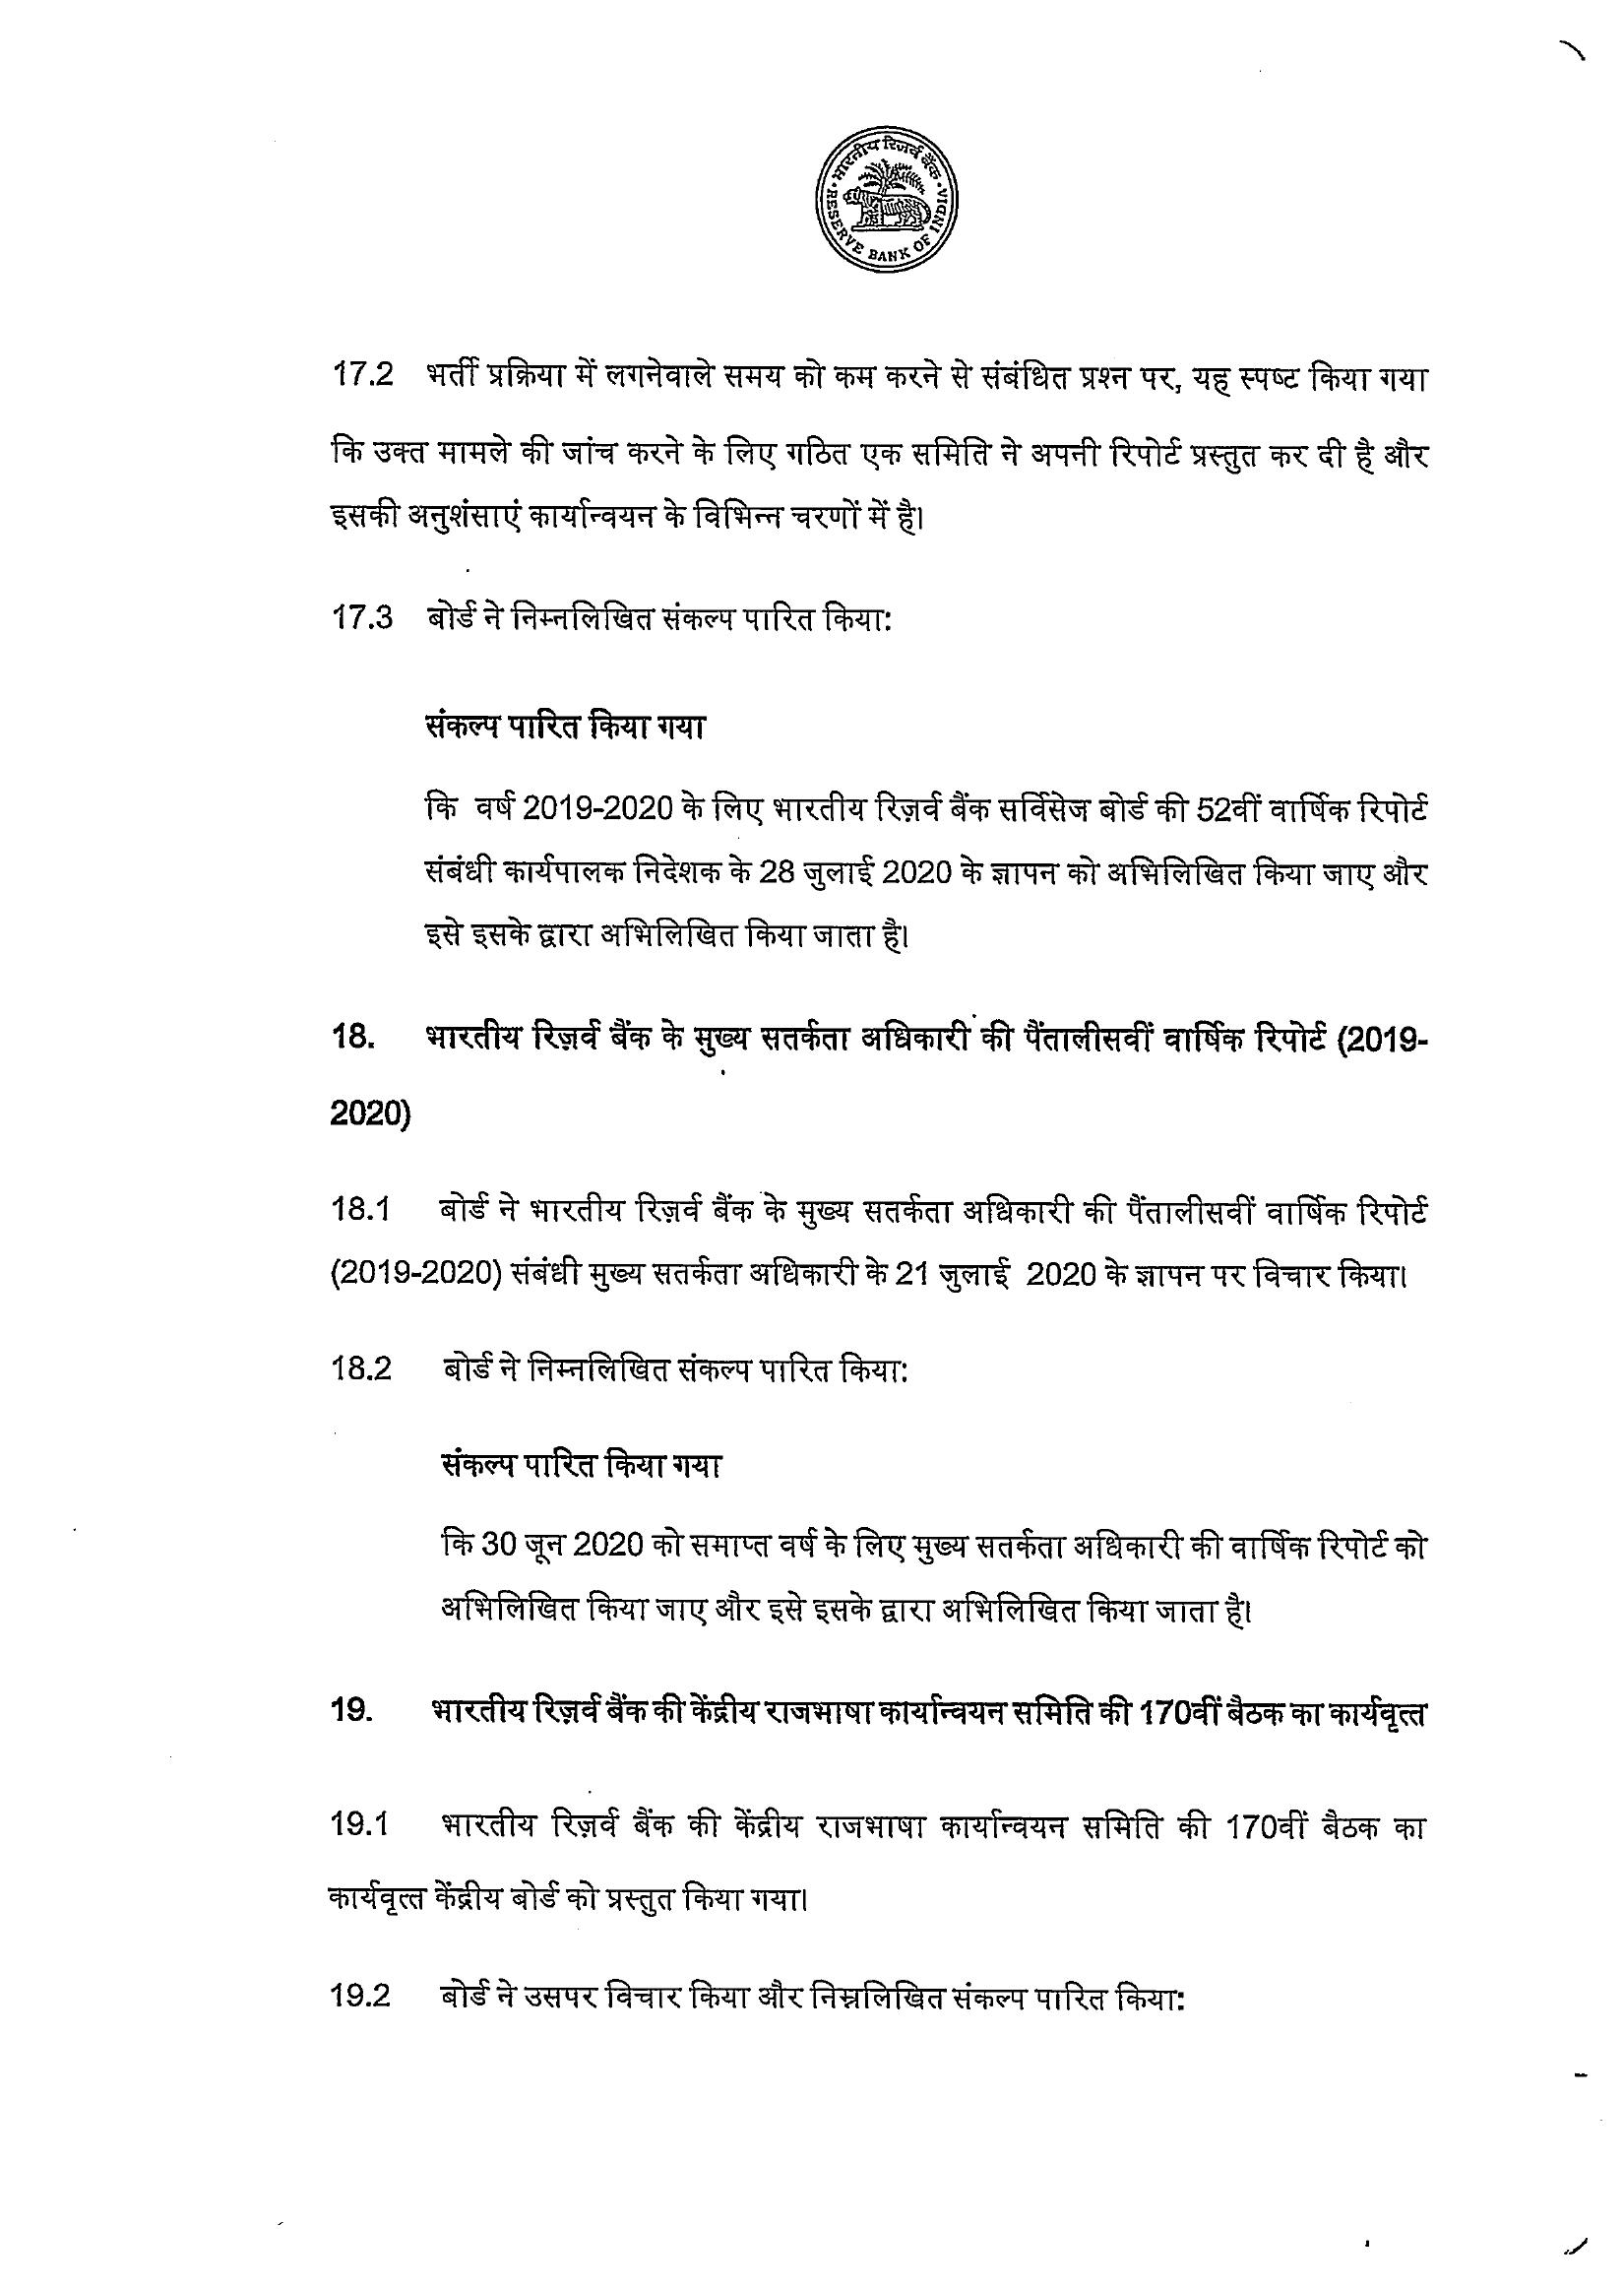 भारतीय रिज़र्व बैंक
RESERVE BANK OF INDIA
17.2 भर्ती प्रक्रिया में लगनेवाले समय को कम करने से संबंधित प्रश्न पर, यह स्पष्ट किया गया
कि उक्त मामले की जांच करने के लिए गठित एक समिति ने अपनी रिपोर्ट प्रस्तुत कर दी है और
इसकी अनुशंसाएं कार्यान्वयन के विभिन्न चरणों में है।
17.3 बोर्ड ने निम्नलिखित संकल्प पारित किया:
संकल्प पारित किया गया
कि वर्ष 2019-2020 के लिए भारतीय रिज़र्व बैंक सर्विसेज बोर्ड की 52वीं वार्षिक रिपोर्ट
संबंधी कार्यपालक निदेशक के 28 जुलाई 2020 के ज्ञापन को अभिलिखित किया जाए और
इसे इसके द्वारा अभिलिखित किया जाता है।
18. भारतीय रिज़र्व बैंक के मुख्य सतर्कता अधिकारी की पैंतालीसवीं वार्षिक रिपोर्ट (2019-
2020)
18.1 बोर्ड ने भारतीय रिज़र्व बैंक के मुख्य सतर्कता अधिकारी की पैंतालीसवीं वार्षिक रिपोर्ट
(2019-2020) संबंधी मुख्य सतर्कता अधिकारी के 21 जुलाई 2020 के ज्ञापन पर विचार किया।
18.2 बोर्ड ने निम्नलिखित संकल्प पारित किया:
संकल्प पारित किया गया
कि 30 जून 2020 को समाप्त वर्ष के लिए मुख्य सतर्कता अधिकारी की वार्षिक रिपोर्ट को
अभिलिखित किया जाए और इसे इसके द्वारा अभिलिखित किया जाता है।
19. भारतीय रिज़र्व बैंक की केंद्रीय राजभाषा कार्यान्वयन समिति की 170वीं बैठक का कार्यवृत्त
19.1 भारतीय रिज़र्व बैंक की केंद्रीय राजभाषा कार्यान्वयन समिति की 170वीं बैठक का
कार्यवृत्त केंद्रीय बोर्ड को प्रस्तुत किया गया।
19.2 बोर्ड ने उसपर विचार किया और निम्नलिखित संकल्प पारित किया: